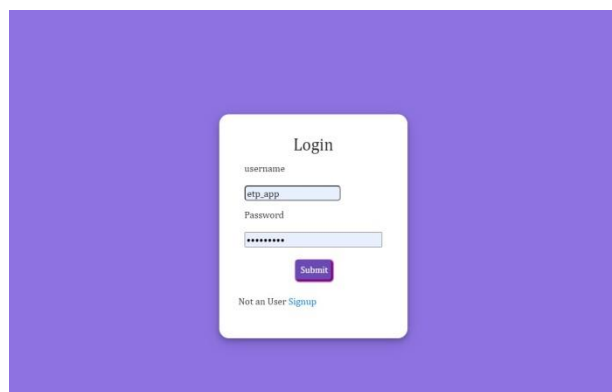 Login
username
etp_app
Password
•••••••••
Submit
Not an User Signup